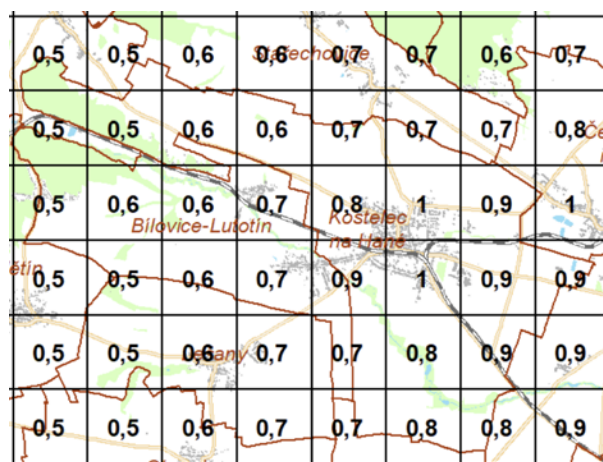 0,5 0,5 0,6 0,6 0,7 0,7 0,6 0,7
Stařechovice
0,5 0,5 0,6 0,6 0,7 0,7 0,7 0,8
Če
0,5 0,6 0,6 0,7 0,8 1 0,9 1
Bílovice-Lutotín
Kostelec
na Hané
0,5 0,5 0,6 0,7 0,9 1 0,9 0,9
ětín
0,5 0,5 0,6 0,7 0,7 0,8 0,9 0,9
Lešany
0,5 0,5 0,6 0,7 0,7 0,8 0,8 0,9